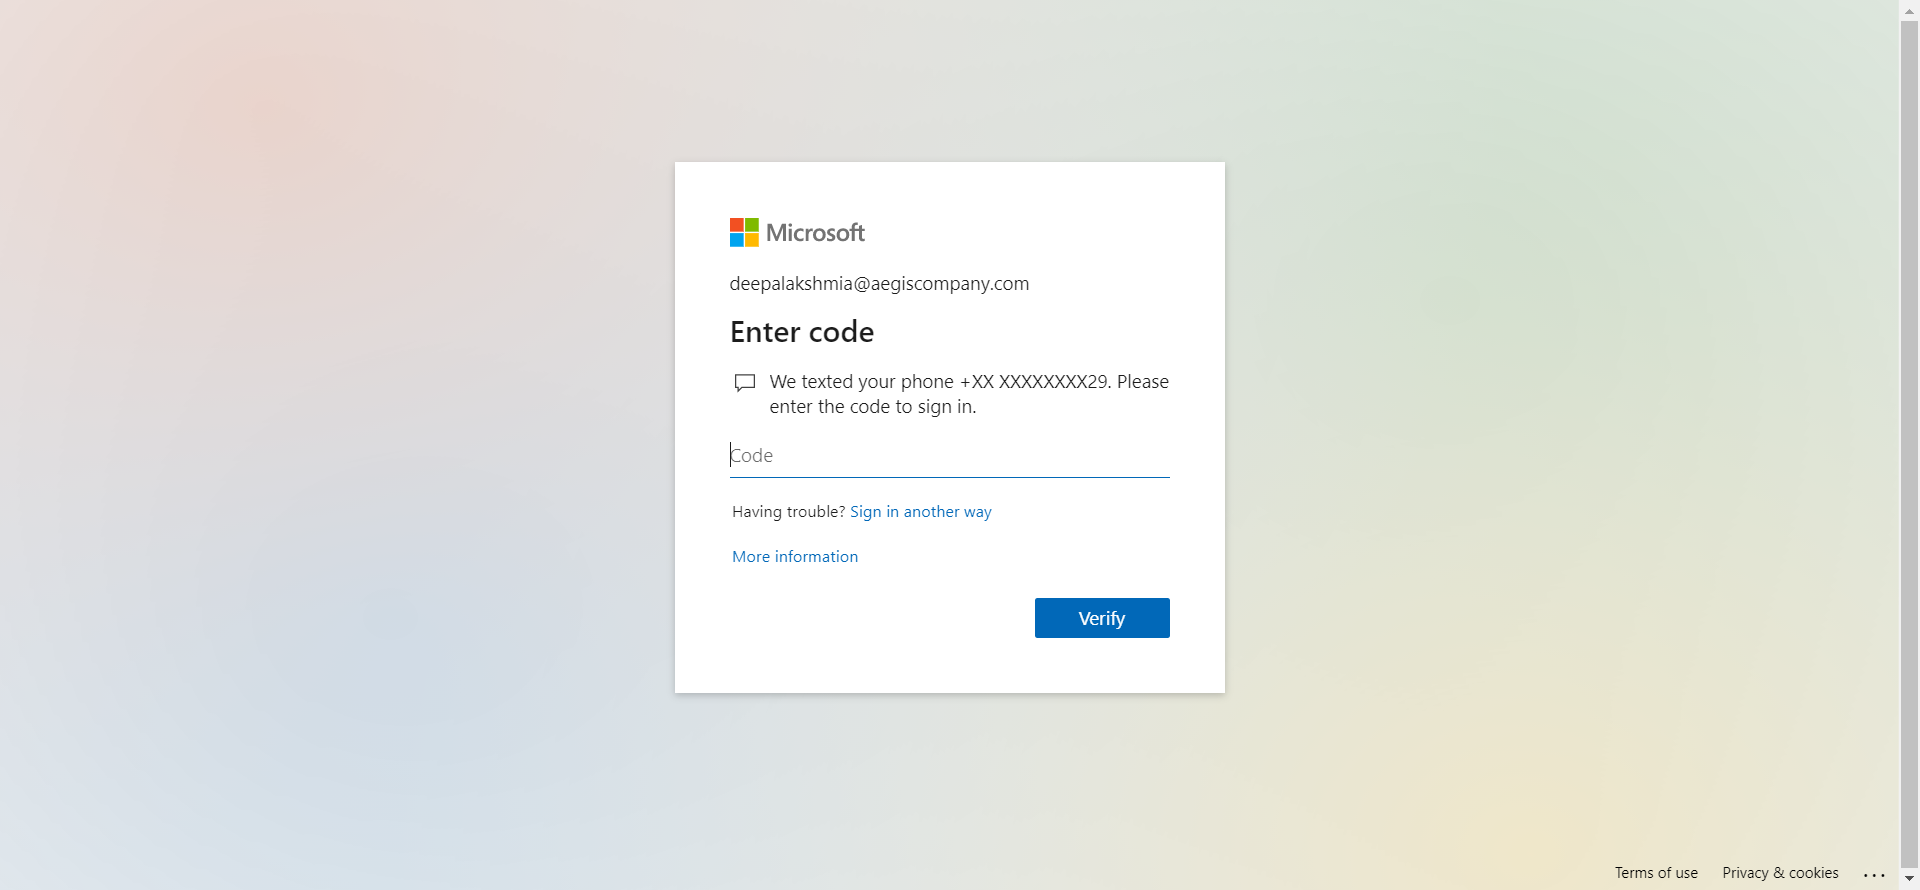 Microsoft
deepalakshmia@aegiscompany.com
Enter code
We texted your phone +XX XXXXXXXX29. Please
enter the code to sign in.
Code
Having trouble? Sign in another way
More information
Verify
Terms of use Privacy & cookies ...